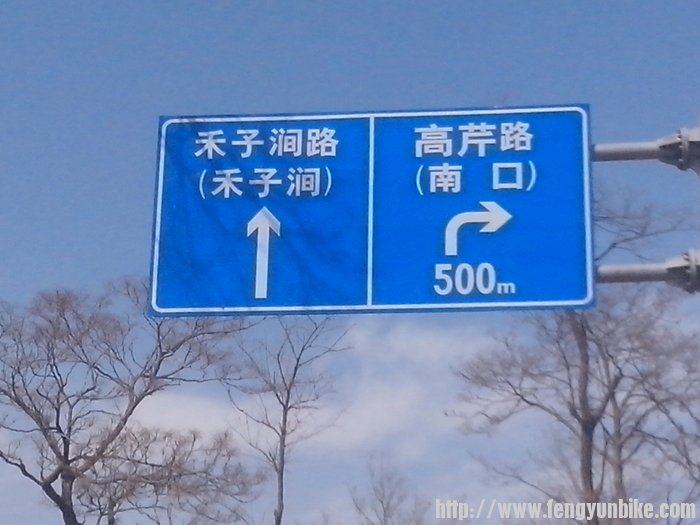 禾子涧路
(禾子涧)
高芹路
(南 口)
500m
http://www.fengyunbike.com